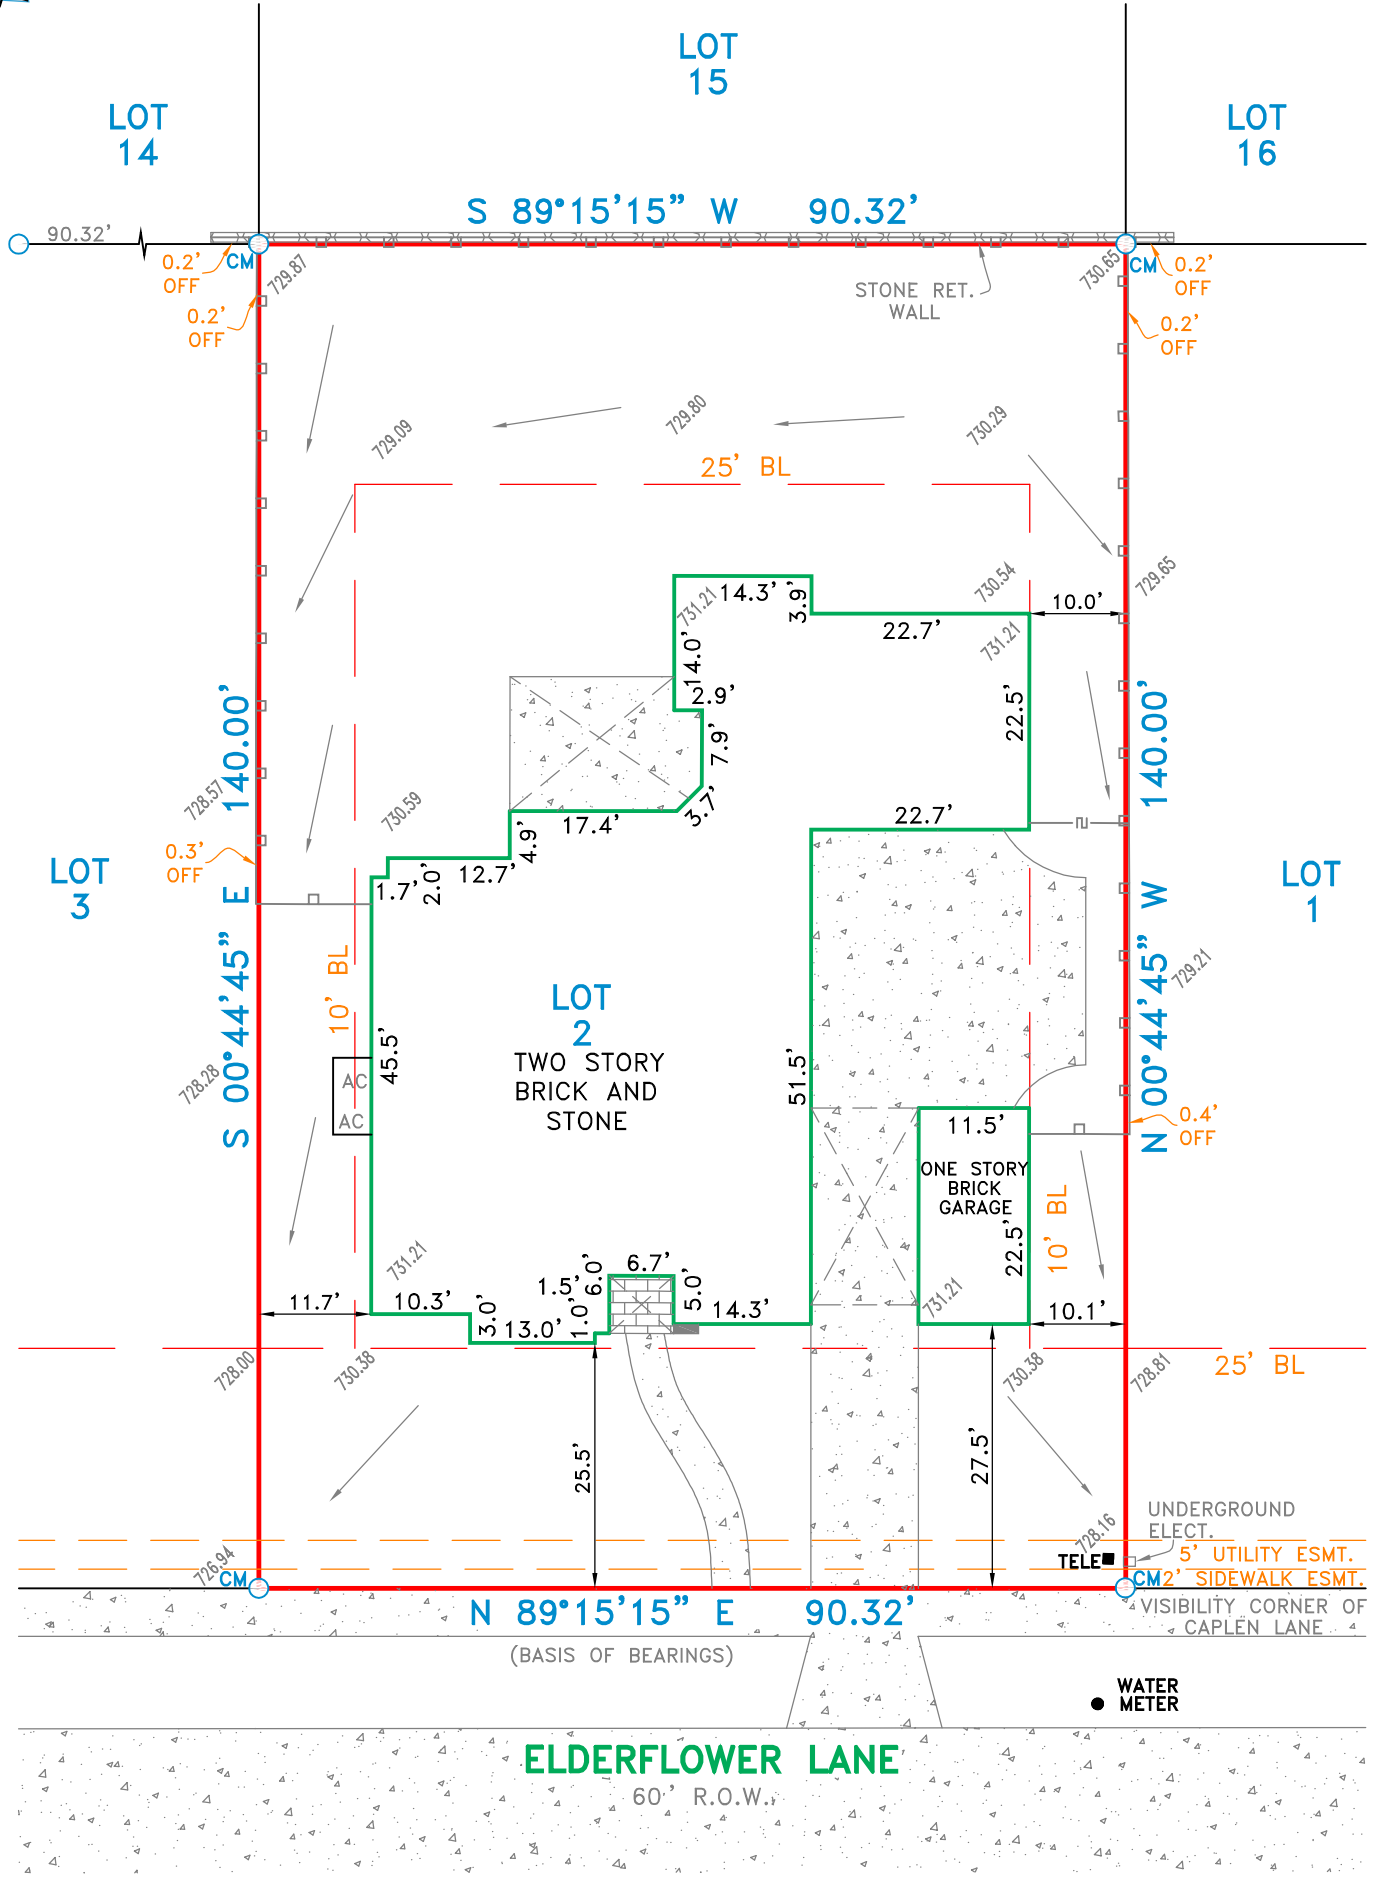 LOT
15
LOT
14
LOT
16
S 89°15'15” W 90.32'
90.32'
CM
CM
0.2'
OFF
0.2'
OFF
729.87
730.65
0.2'
OFF
0.2'
OFF
STONE RET.
WALL
729.09
729.80
730.29
25' BL
729.65
730.54
14.3'
731.21
3.9'
10.0'
22.7'
731.21
14.0'
2.9'
7.9'
22.5'
3.7'
S 00°44'45” E 140.00'
N 00°44'45” W 140.00'
728.57
730.59
17.4'
22.7'
4.9'
12.7'
2.0'
1.7'
0.3'
OFF
LOT
3
LOT
1
10' BL
729.21
LOT
2
TWO STORY
BRICK AND
STONE
45.5'
51.5'
728.28
AC
AC
0.4'
OFF
11.5'
ONE STORY
BRICK
GARAGE
22.5'
10' BL
731.21
731.21
6.7'
1.5'
6.0'
5.0'
11.7'
10.3'
3.0'
13.0'
1.0'
14.3'
10.1'
728.00
730.38
730.38
728.81
25' BL
25.5'
27.5'
726.94
728.16
UNDERGROUND
ELECT.
TELE
5' UTILITY ESMT.
CM
CM
2' SIDEWALK ESMT.
N 89°15'15” E 90.32'
VISIBILITY CORNER OF
CAPLEN LANE
(BASIS OF BEARINGS)
WATER
METER
ELDERFLOWER LANE
60' R.O.W.